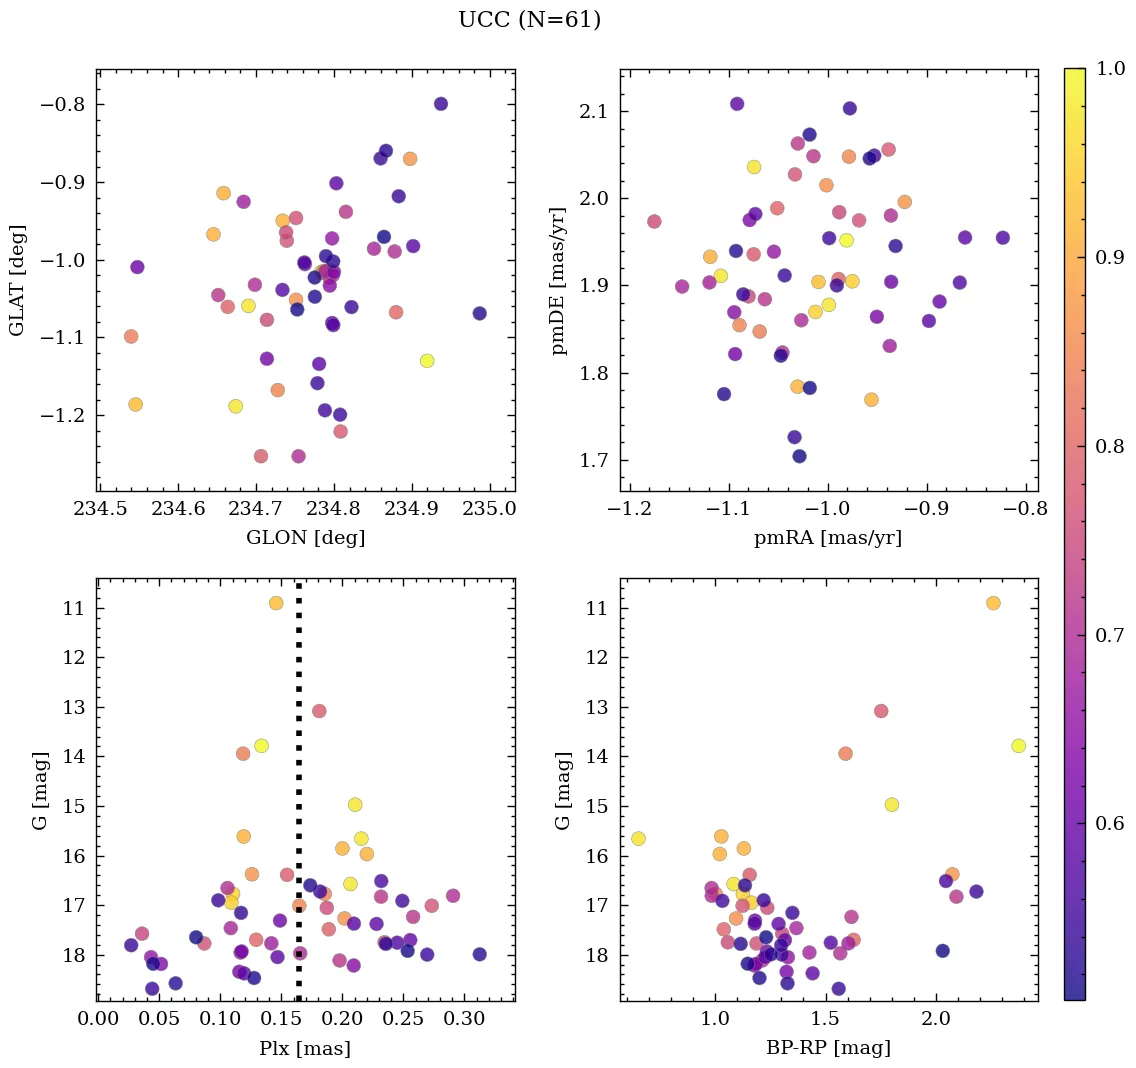 UCC (N=61)
−0.8
−0.9
−1.0
−1.1
−1.2
GLAT [deg]
234.5 234.6 234.7 234.8 234.9 235.0
GLON [deg]
2.1
2.0
1.9
1.8
1.7
pmDE [mas/yr]
−1.2 −1.1 −1.0 −0.9 −0.8
pmRA [mas/yr]
1.0
0.9
0.8
0.7
0.6
11
12
13
14
15
16
17
18
G [mag]
0.00 0.05 0.10 0.15 0.20 0.25 0.30
Plx [mas]
11
12
13
14
15
16
17
18
G [mag]
1.0 1.5 2.0
BP-RP [mag]